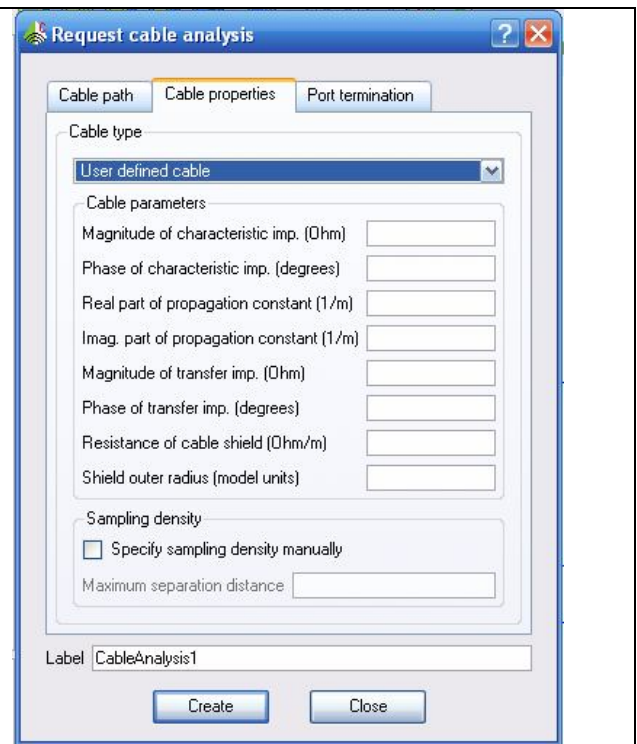 Request cable analysis
Cable path Cable properties Port termination
Cable type
User defined cable
Cable parameters
Magnitude of characteristic imp. (Ohm)
Phase of characteristic imp. (degrees)
Real part of propagation constant (1/m)
Imag. part of propagation constant (1/m)
Magnitude of transfer imp. (Ohm)
Phase of transfer imp. (degrees)
Resistance of cable shield (Ohm/m)
Shield outer radius (model units)
Sampling density
Specify sampling density manually
Maximum separation distance
Label CableAnalysis1
Create Close